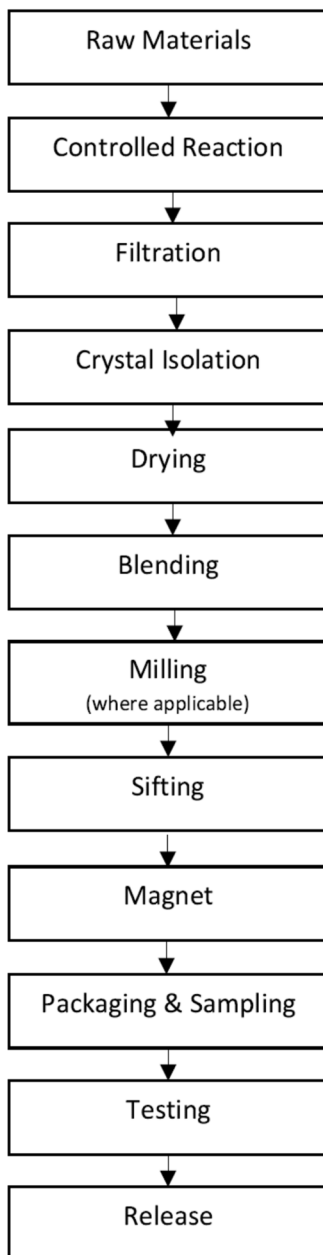 Raw Materials
Controlled Reaction
Filtration
Crystal Isolation
Drying
Blending
Milling
(where applicable)
Sifting
Magnet
Packaging & Sampling
Testing
Release